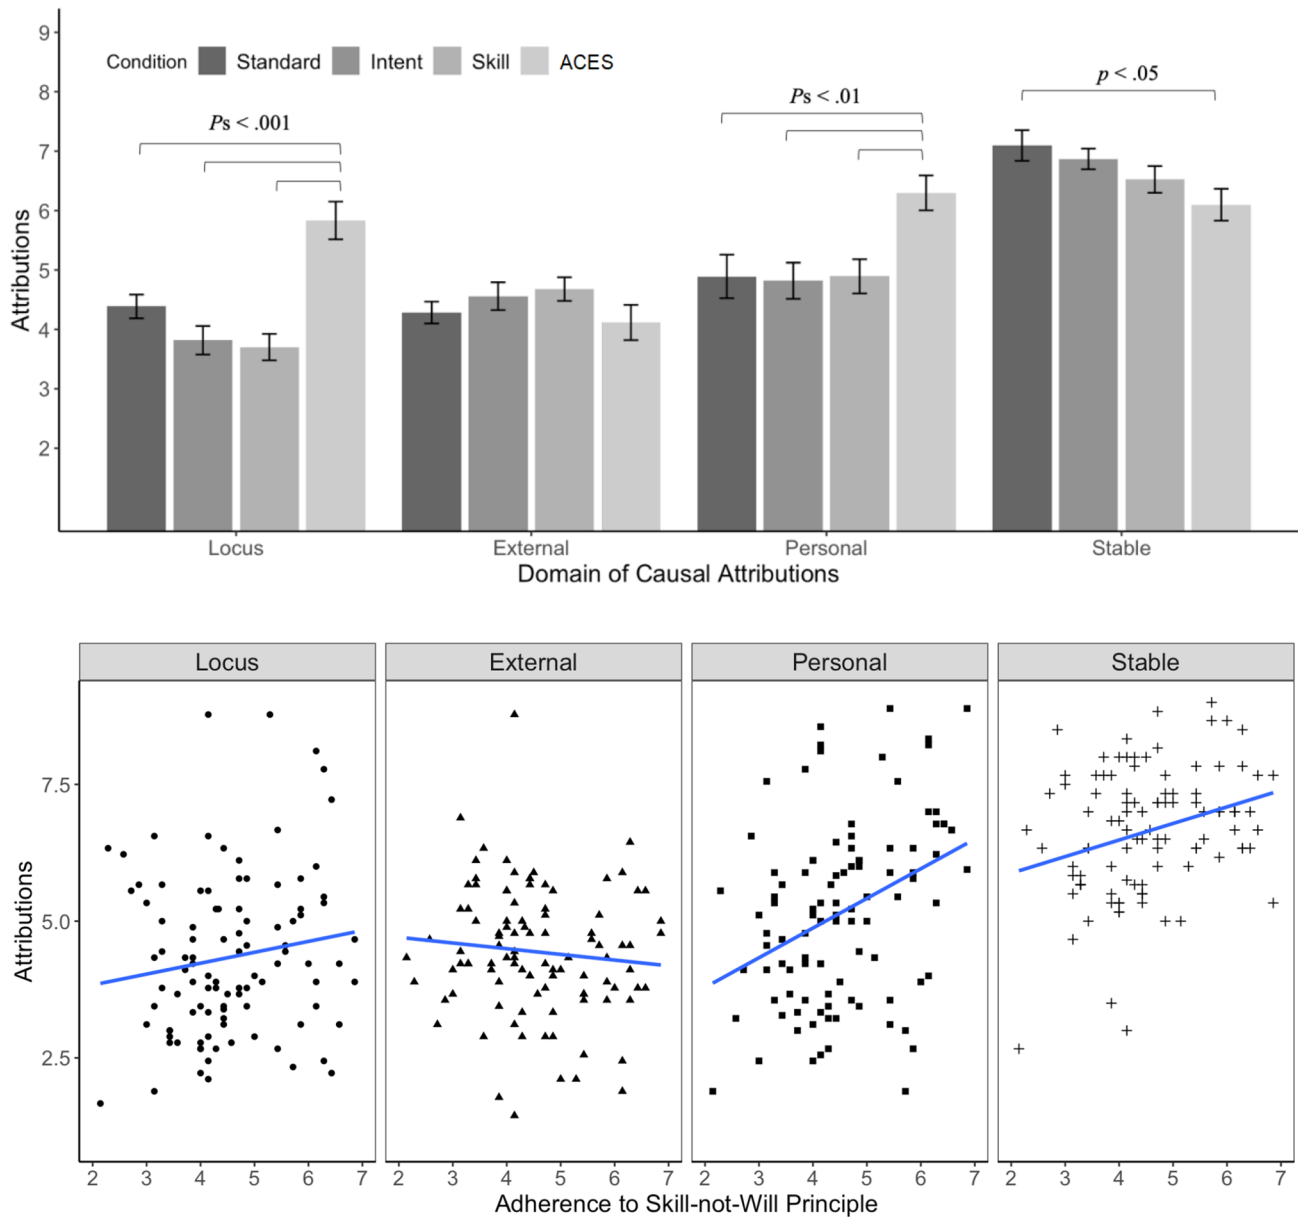 9
Condition Standard Intent Skill ACES
8
p < .05
Ps < .01
Ps < .001
7
6
5
4
3
2
Attributions
Locus External Personal Stable
Domain of Causal Attributions
Locus External Personal Stable
7.5
5.0
2.5
Attributions
2 3 4 5 6 7 2 3 4 5 6 7 2 3 4 5 6 7 2 3 4 5 6 7
Adherence to Skill-not-Will Principle